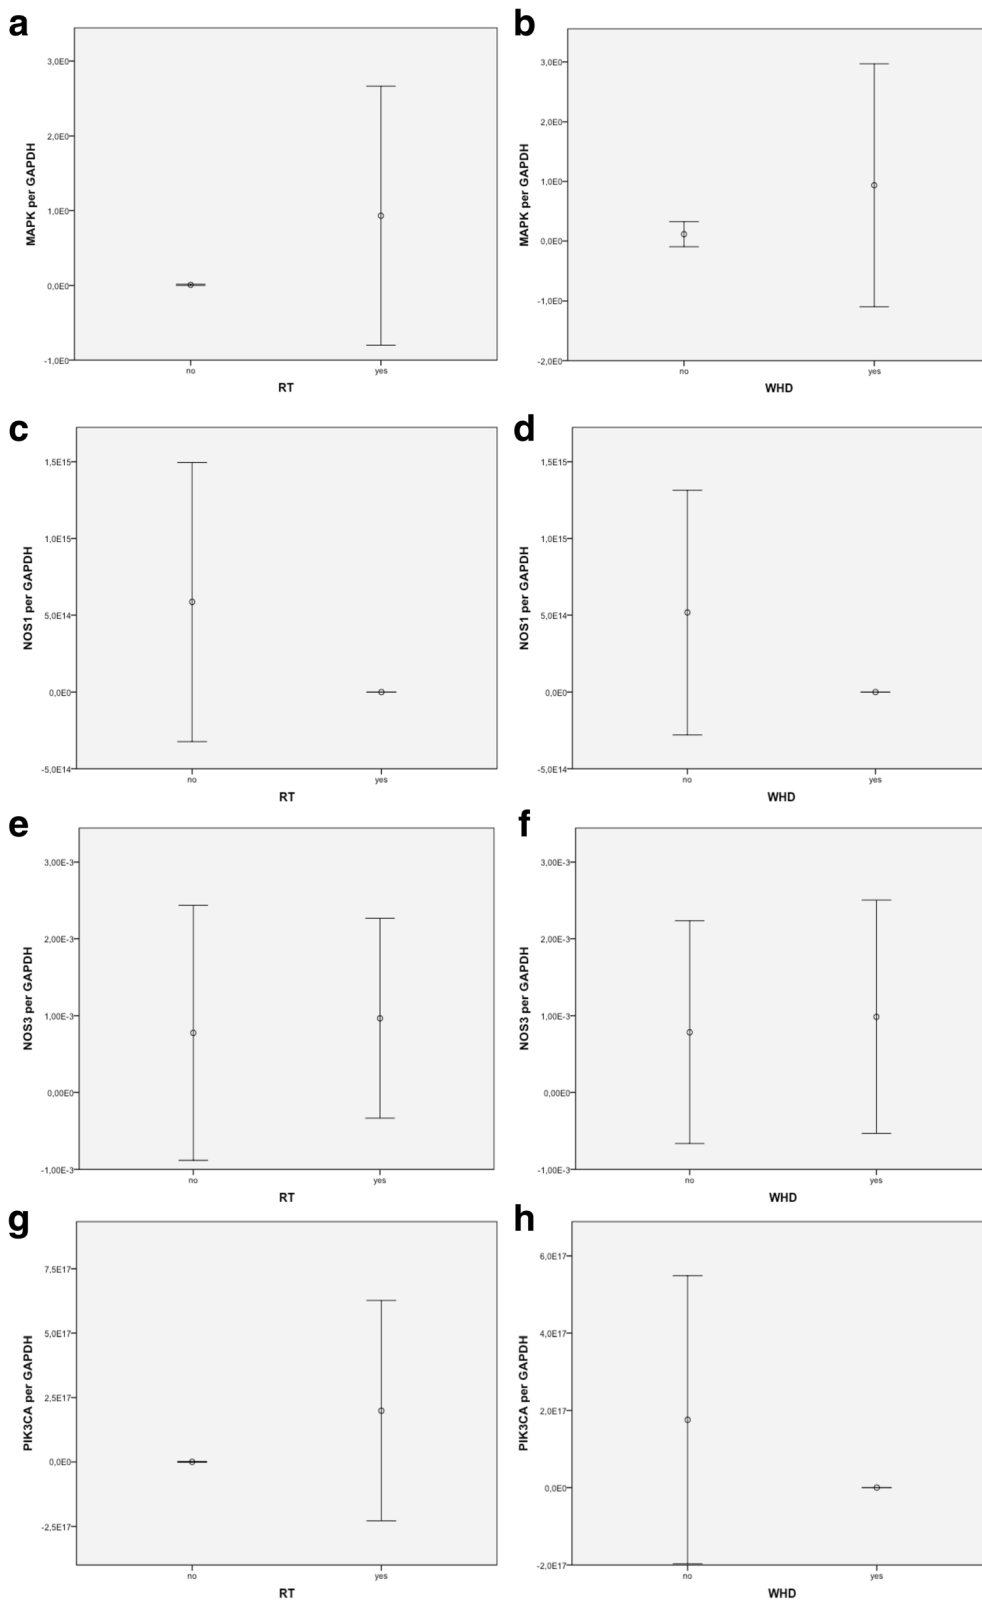 a
MAPK per GAPDH
3,0E0
2,0E0
1,0E0
0,0E0
-1,0E0
no
yes
RT
b
MAPK per GAPDH
3,0E0
2,0E0
1,0E0
0,0E0
-1,0E0
-2,0E0
no
yes
WHD
c
NOS1 per GAPDH
1,5E15
1,0E15
5,0E14
0,0E0
-5,0E14
no
yes
RT
d
NOS1 per GAPDH
1,5E15
1,0E15
5,0E14
0,0E0
-5,0E14
no
yes
WHD
e
NOS3 per GAPDH
3,00E-3
2,00E-3
1,00E-3
0,00E0
-1,00E-3
no
yes
RT
f
NOS3 per GAPDH
3,00E-3
2,00E-3
1,00E-3
0,00E0
-1,00E-3
no
yes
WHD
g
PIK3CA per GAPDH
7,5E17
5,0E17
2,5E17
0,0E0
-2,5E17
no
yes
RT
h
PIK3CA per GAPDH
6,0E17
4,0E17
2,0E17
0,0E0
-2,0E17
no
yes
WHD